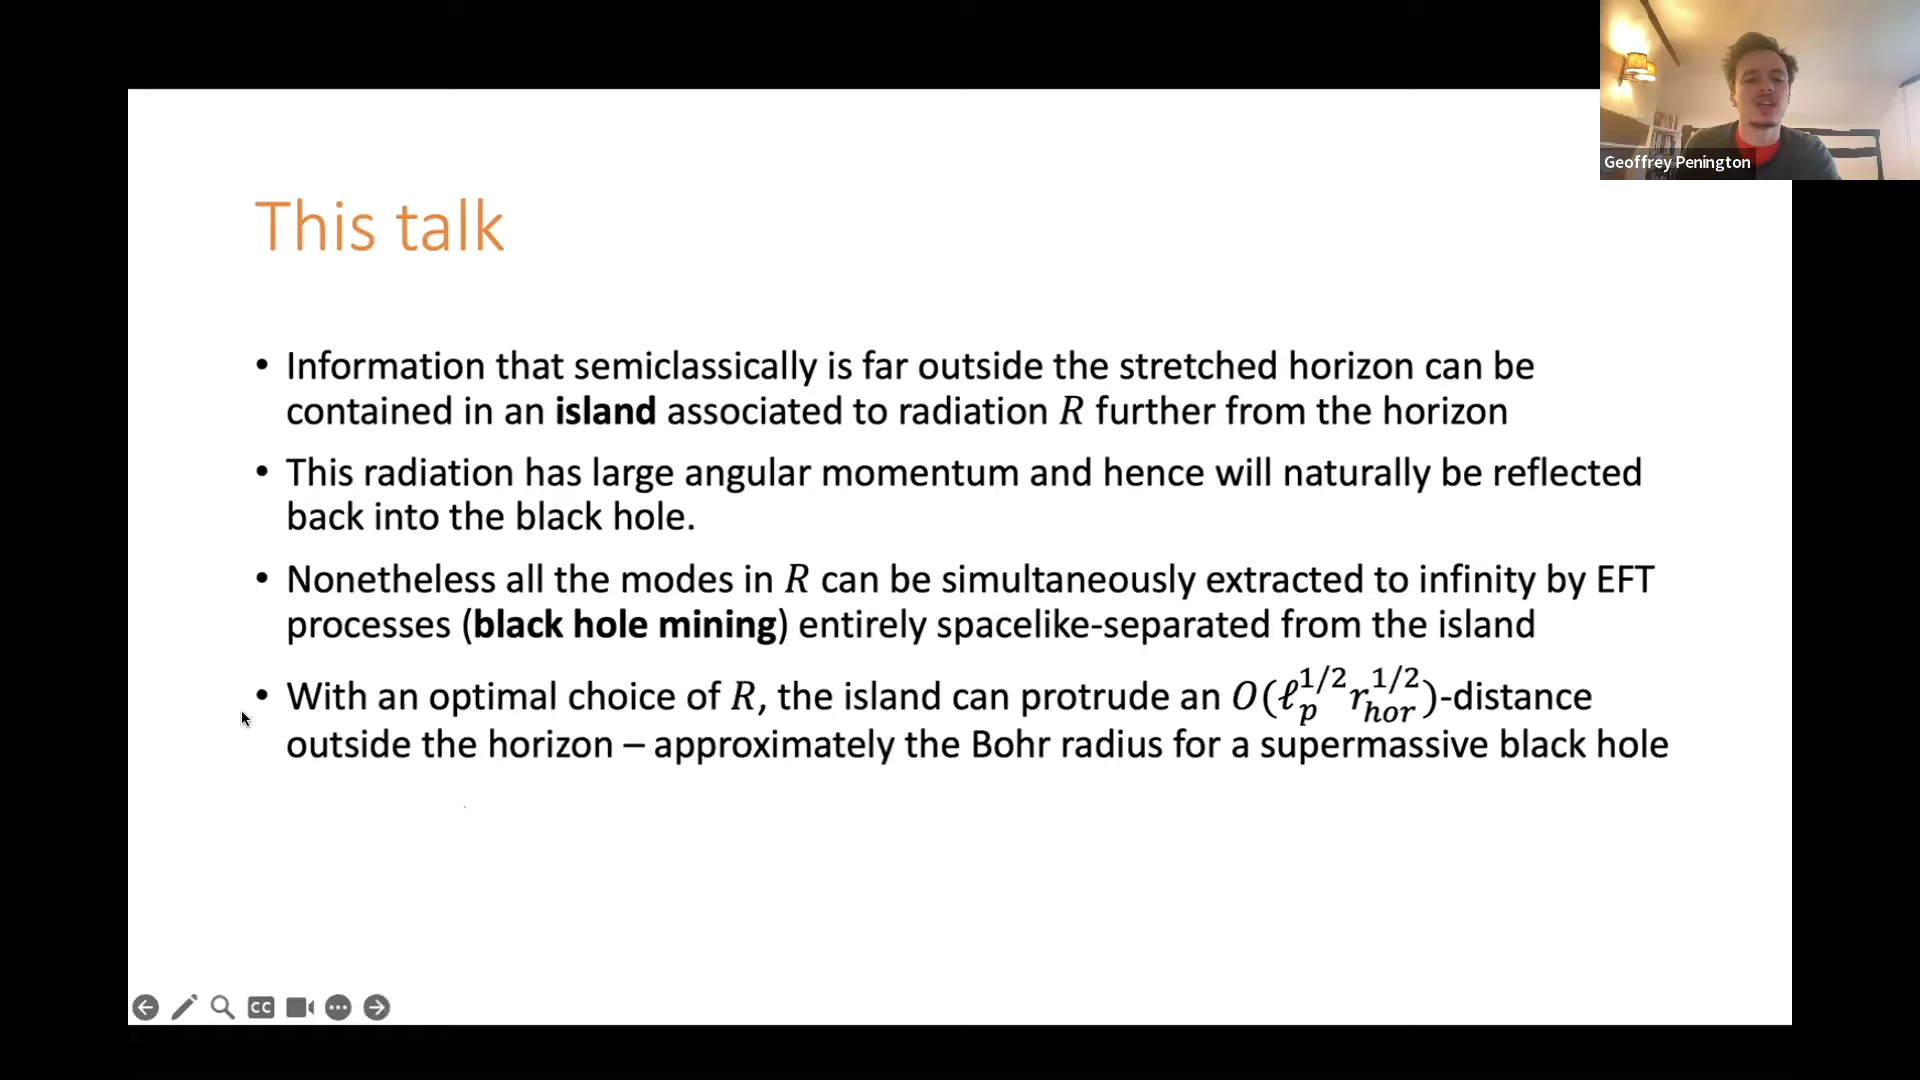 Geoffrey Penington
This talk
• Information that semiclassically is far outside the stretched horizon can be
contained in an island associated to radiation R further from the horizon
• This radiation has large angular momentum and hence will naturally be reflected
back into the black hole.
• Nonetheless all the modes in R can be simultaneously extracted to infinity by EFT
processes (black hole mining) entirely spacelike-separated from the island
• With an optimal choice of R, the island can protrude an O(ℓ_p^{1/2} r_{hor}^{1/2})-distance
outside the horizon – approximately the Bohr radius for a supermassive black hole
CC